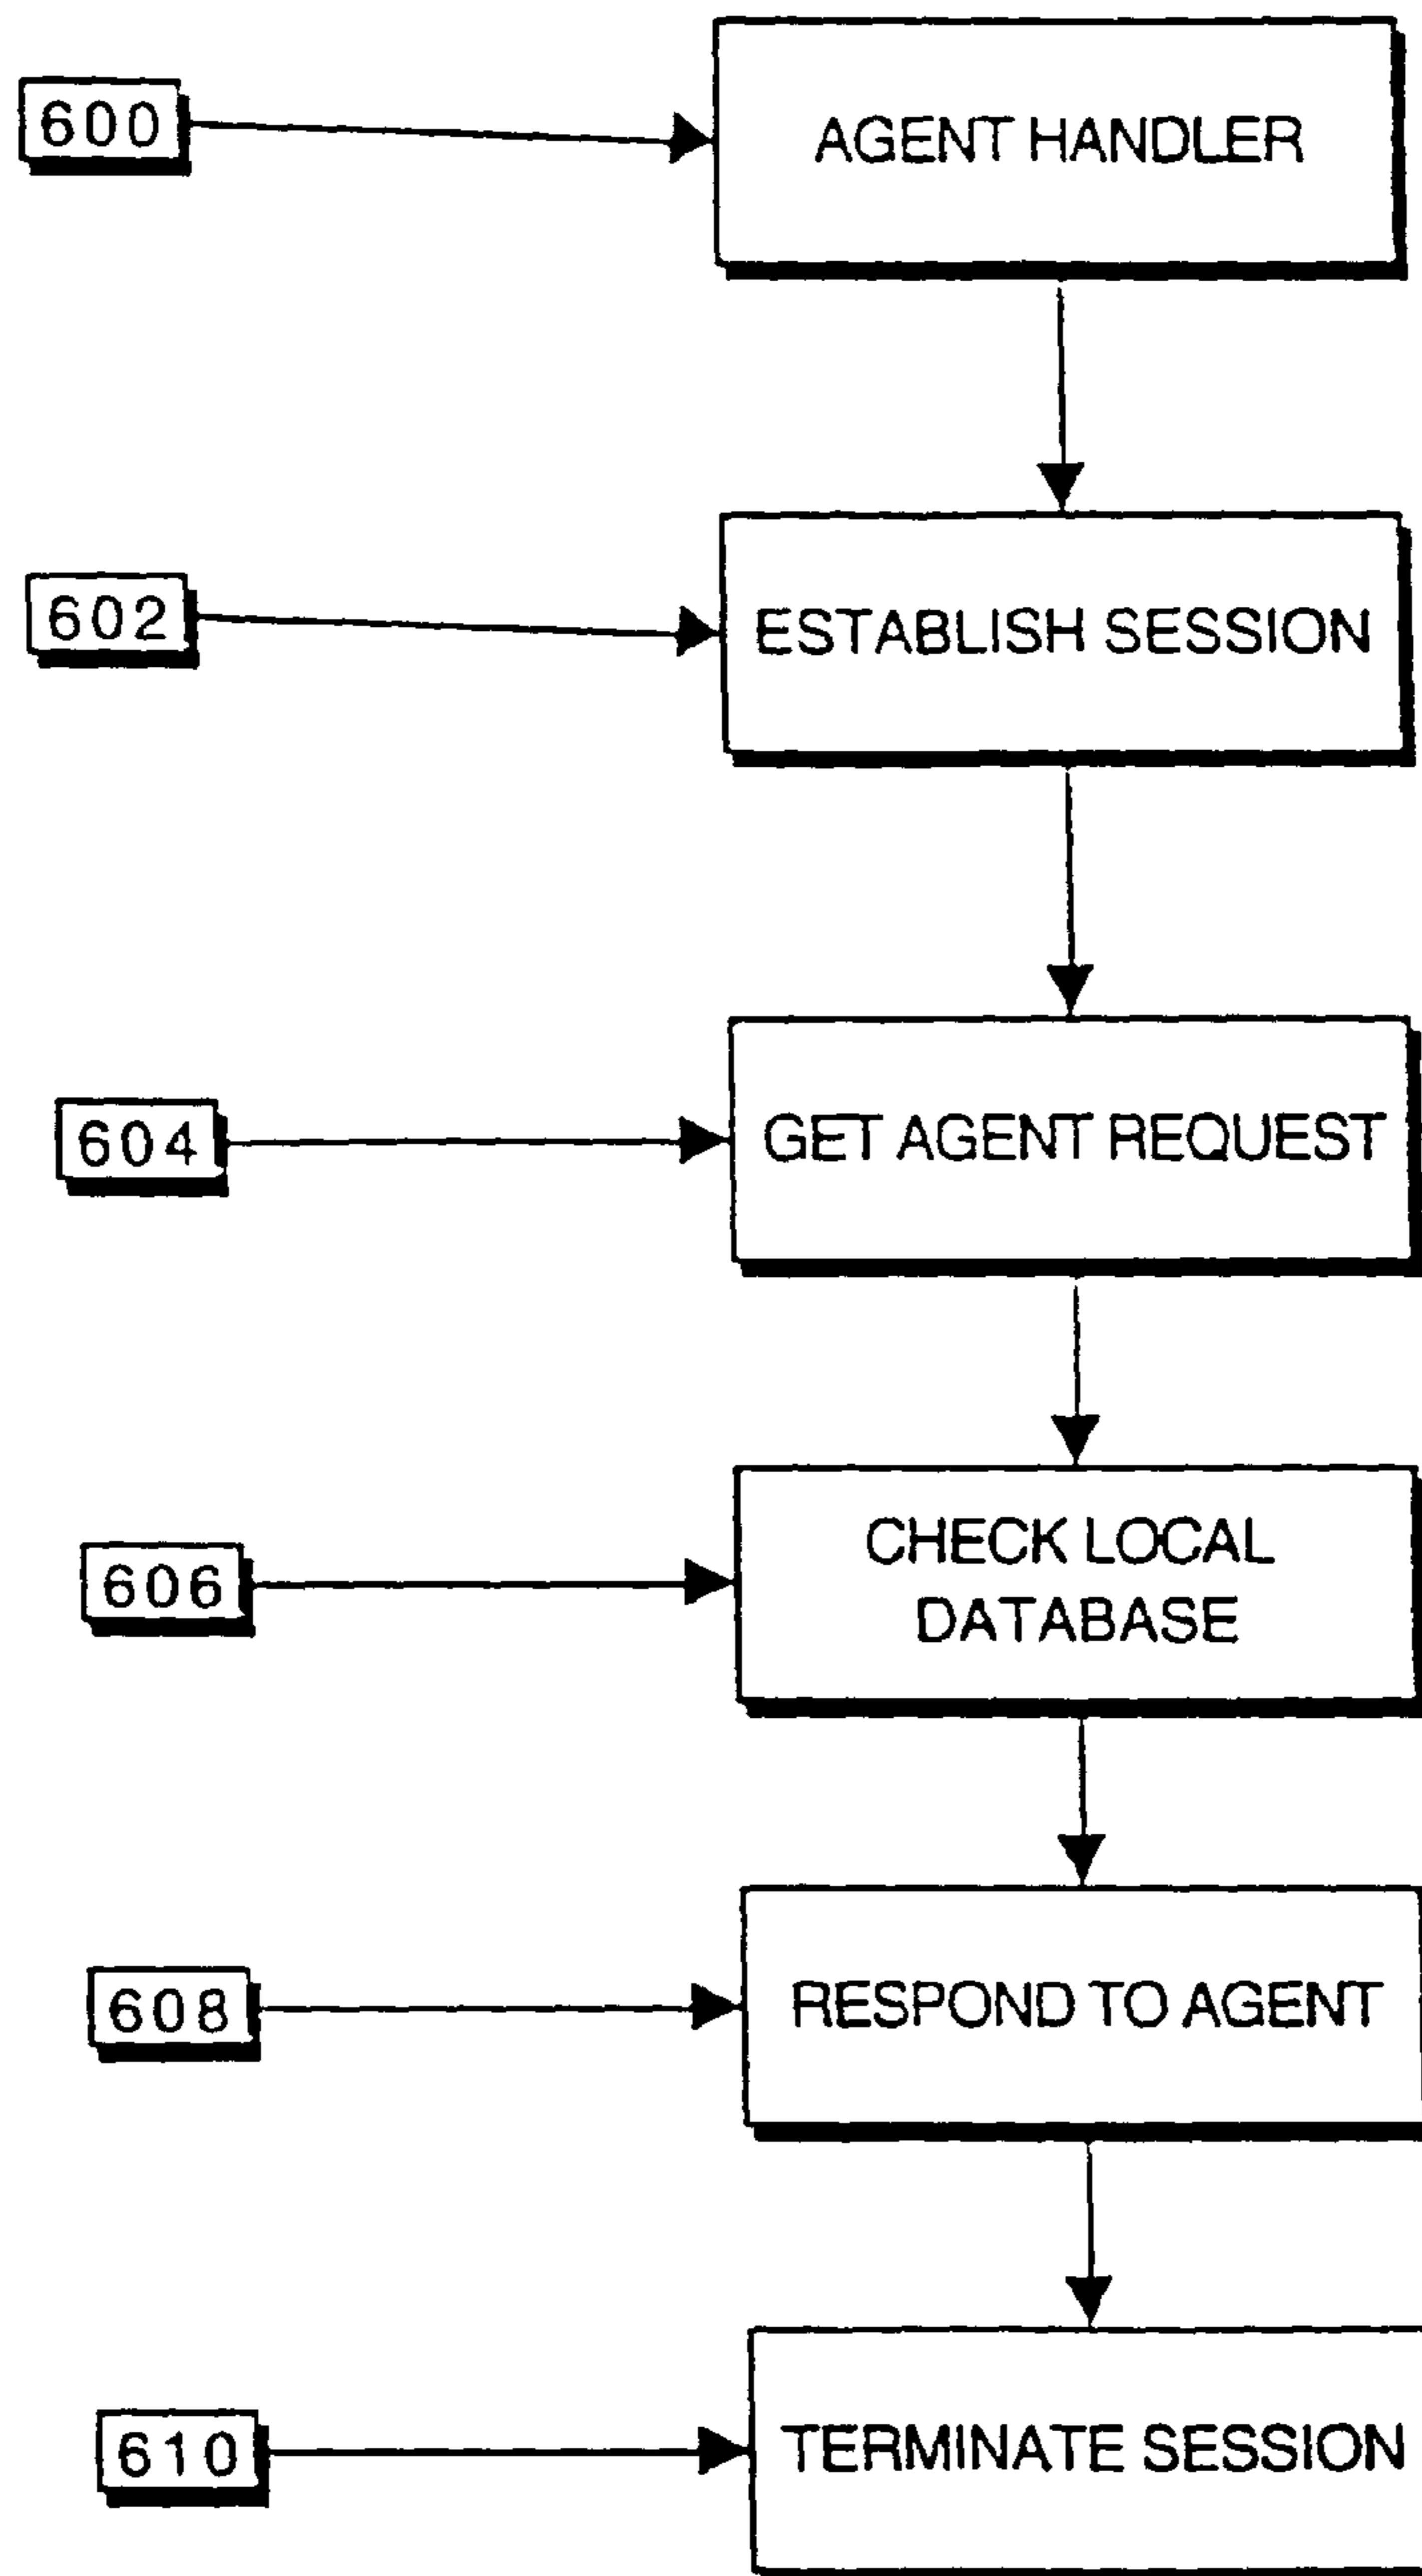 600
AGENT HANDLER
602
ESTABLISH SESSION
604
GET AGENT REQUEST
606
CHECK LOCAL
DATABASE
608
RESPOND TO AGENT
610
TERMINATE SESSION